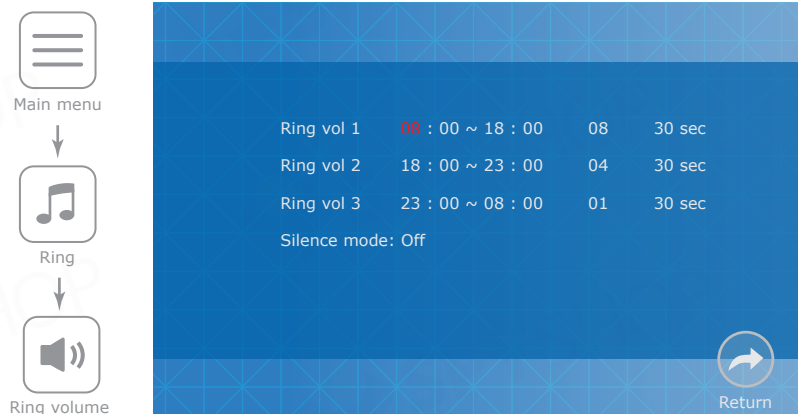 Main menu
Ring
Ring volume
Ring vol 1 08 : 00 ~ 18 : 00 08 30 sec
Ring vol 2 18 : 00 ~ 23 : 00 04 30 sec
Ring vol 3 23 : 00 ~ 08 : 00 01 30 sec
Silence mode: Off
Return